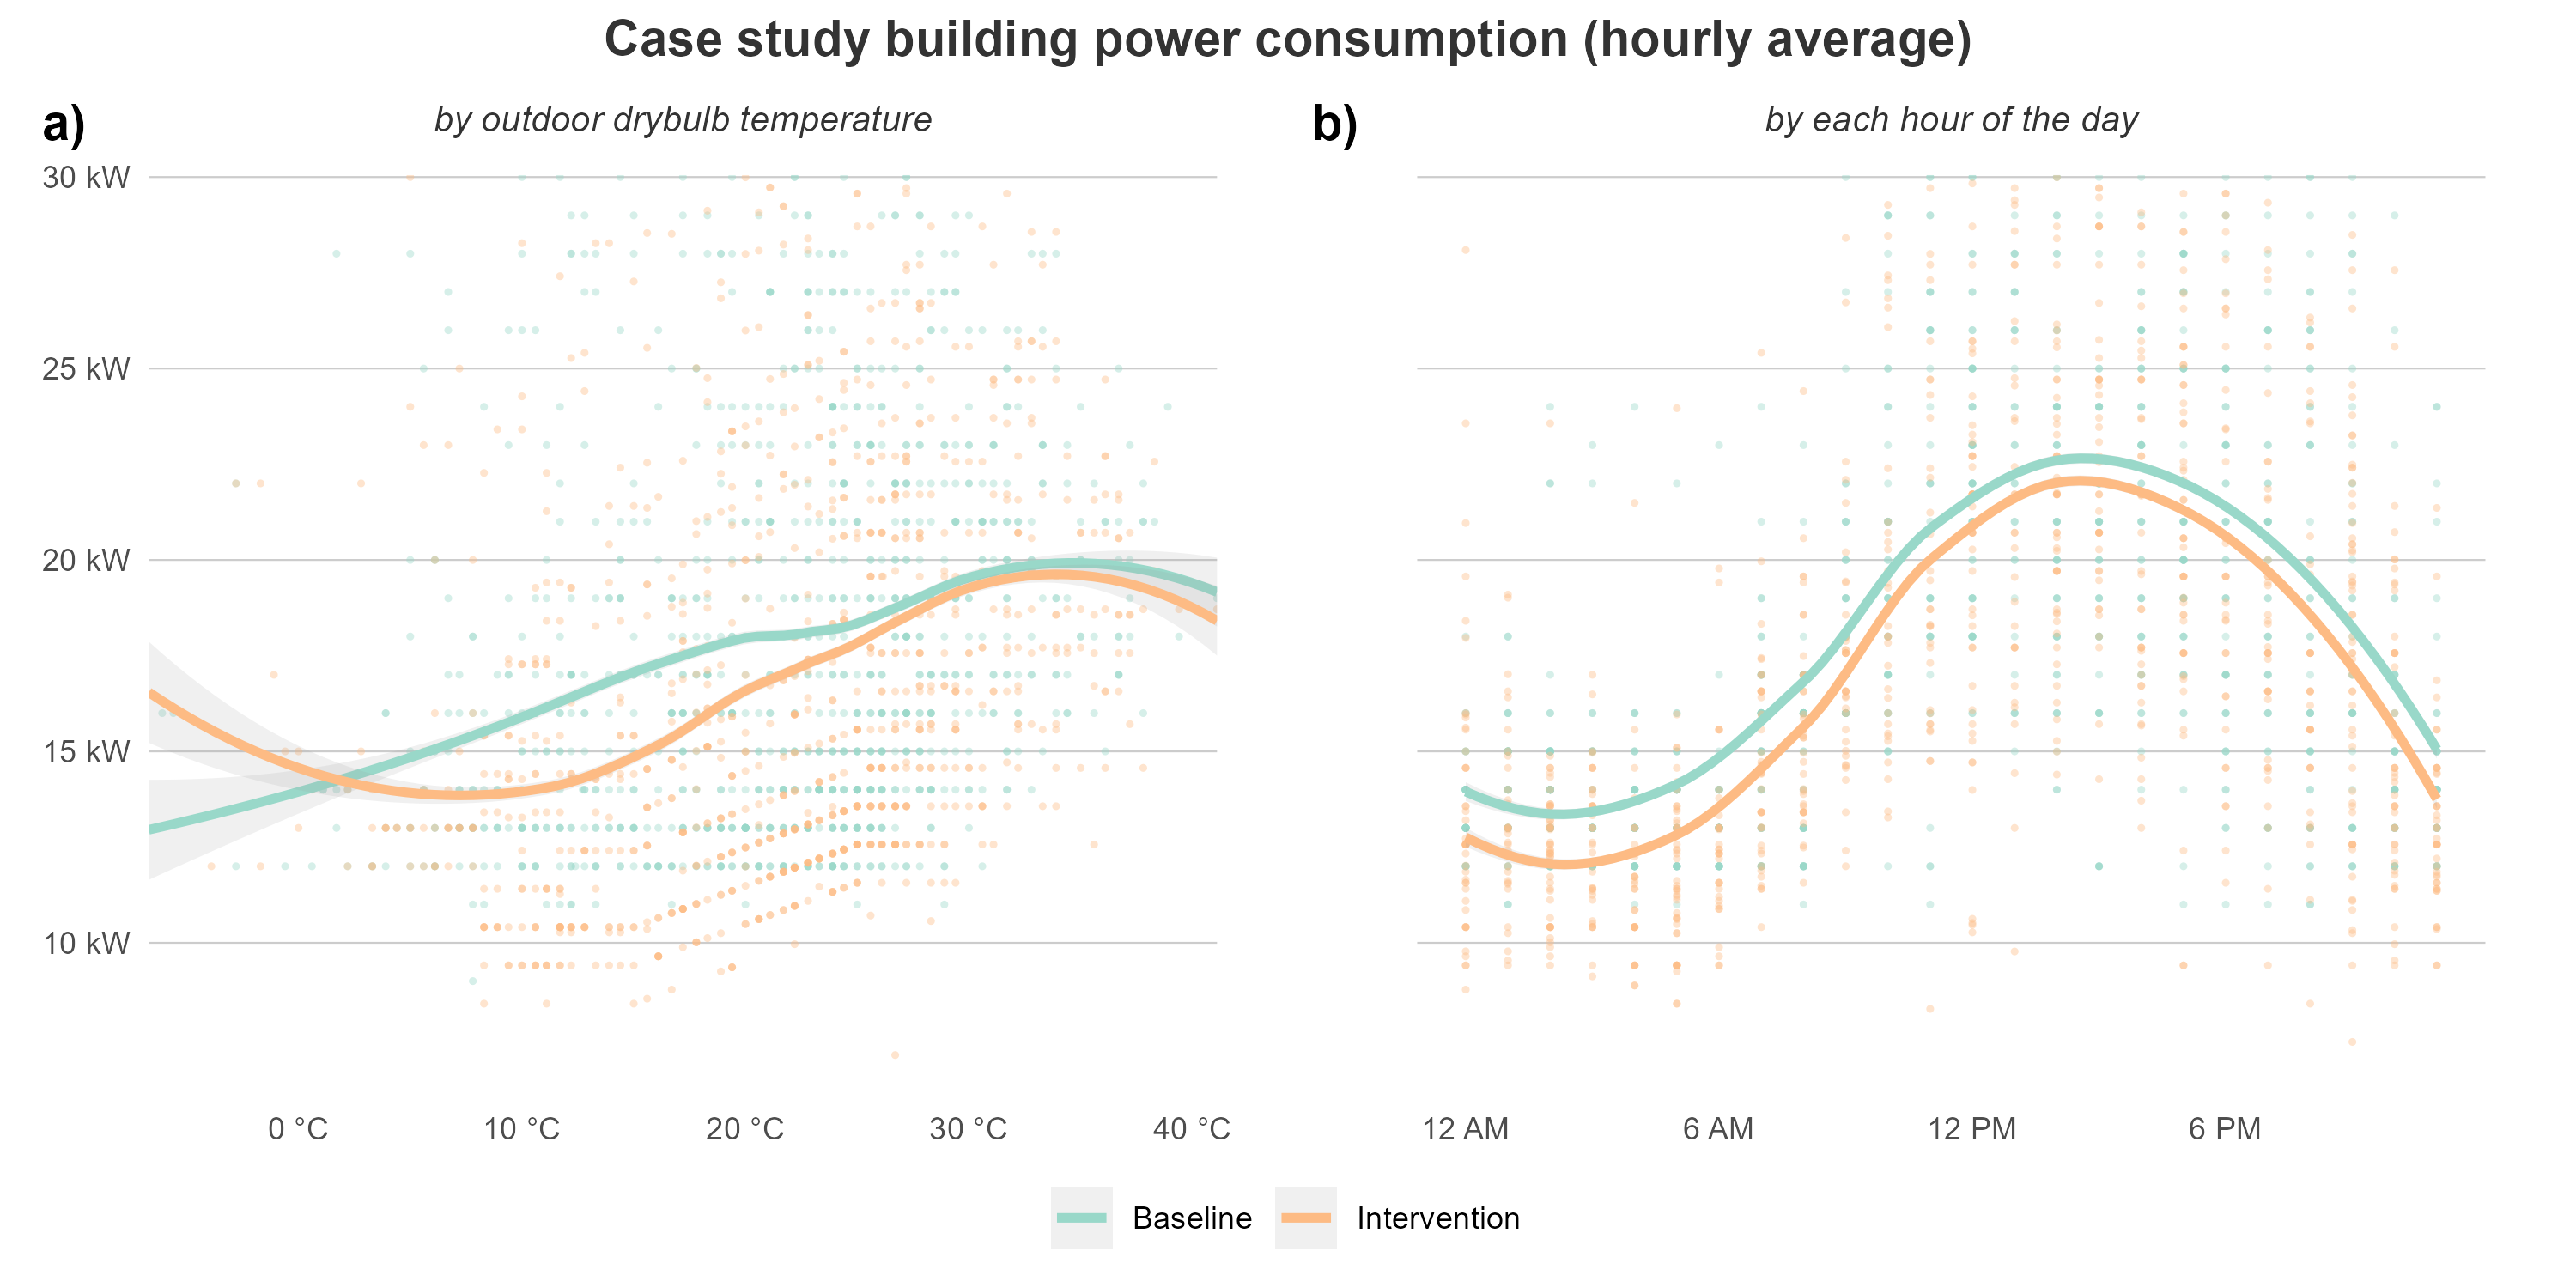 Case study building power consumption (hourly average)
a)
by outdoor drybulb temperature
30 kW
25 kW
20 kW
15 kW
10 kW
0 °C 10 °C 20 °C 30 °C 40 °C
b)
by each hour of the day
12 AM 6 AM 12 PM 6 PM
Baseline Intervention